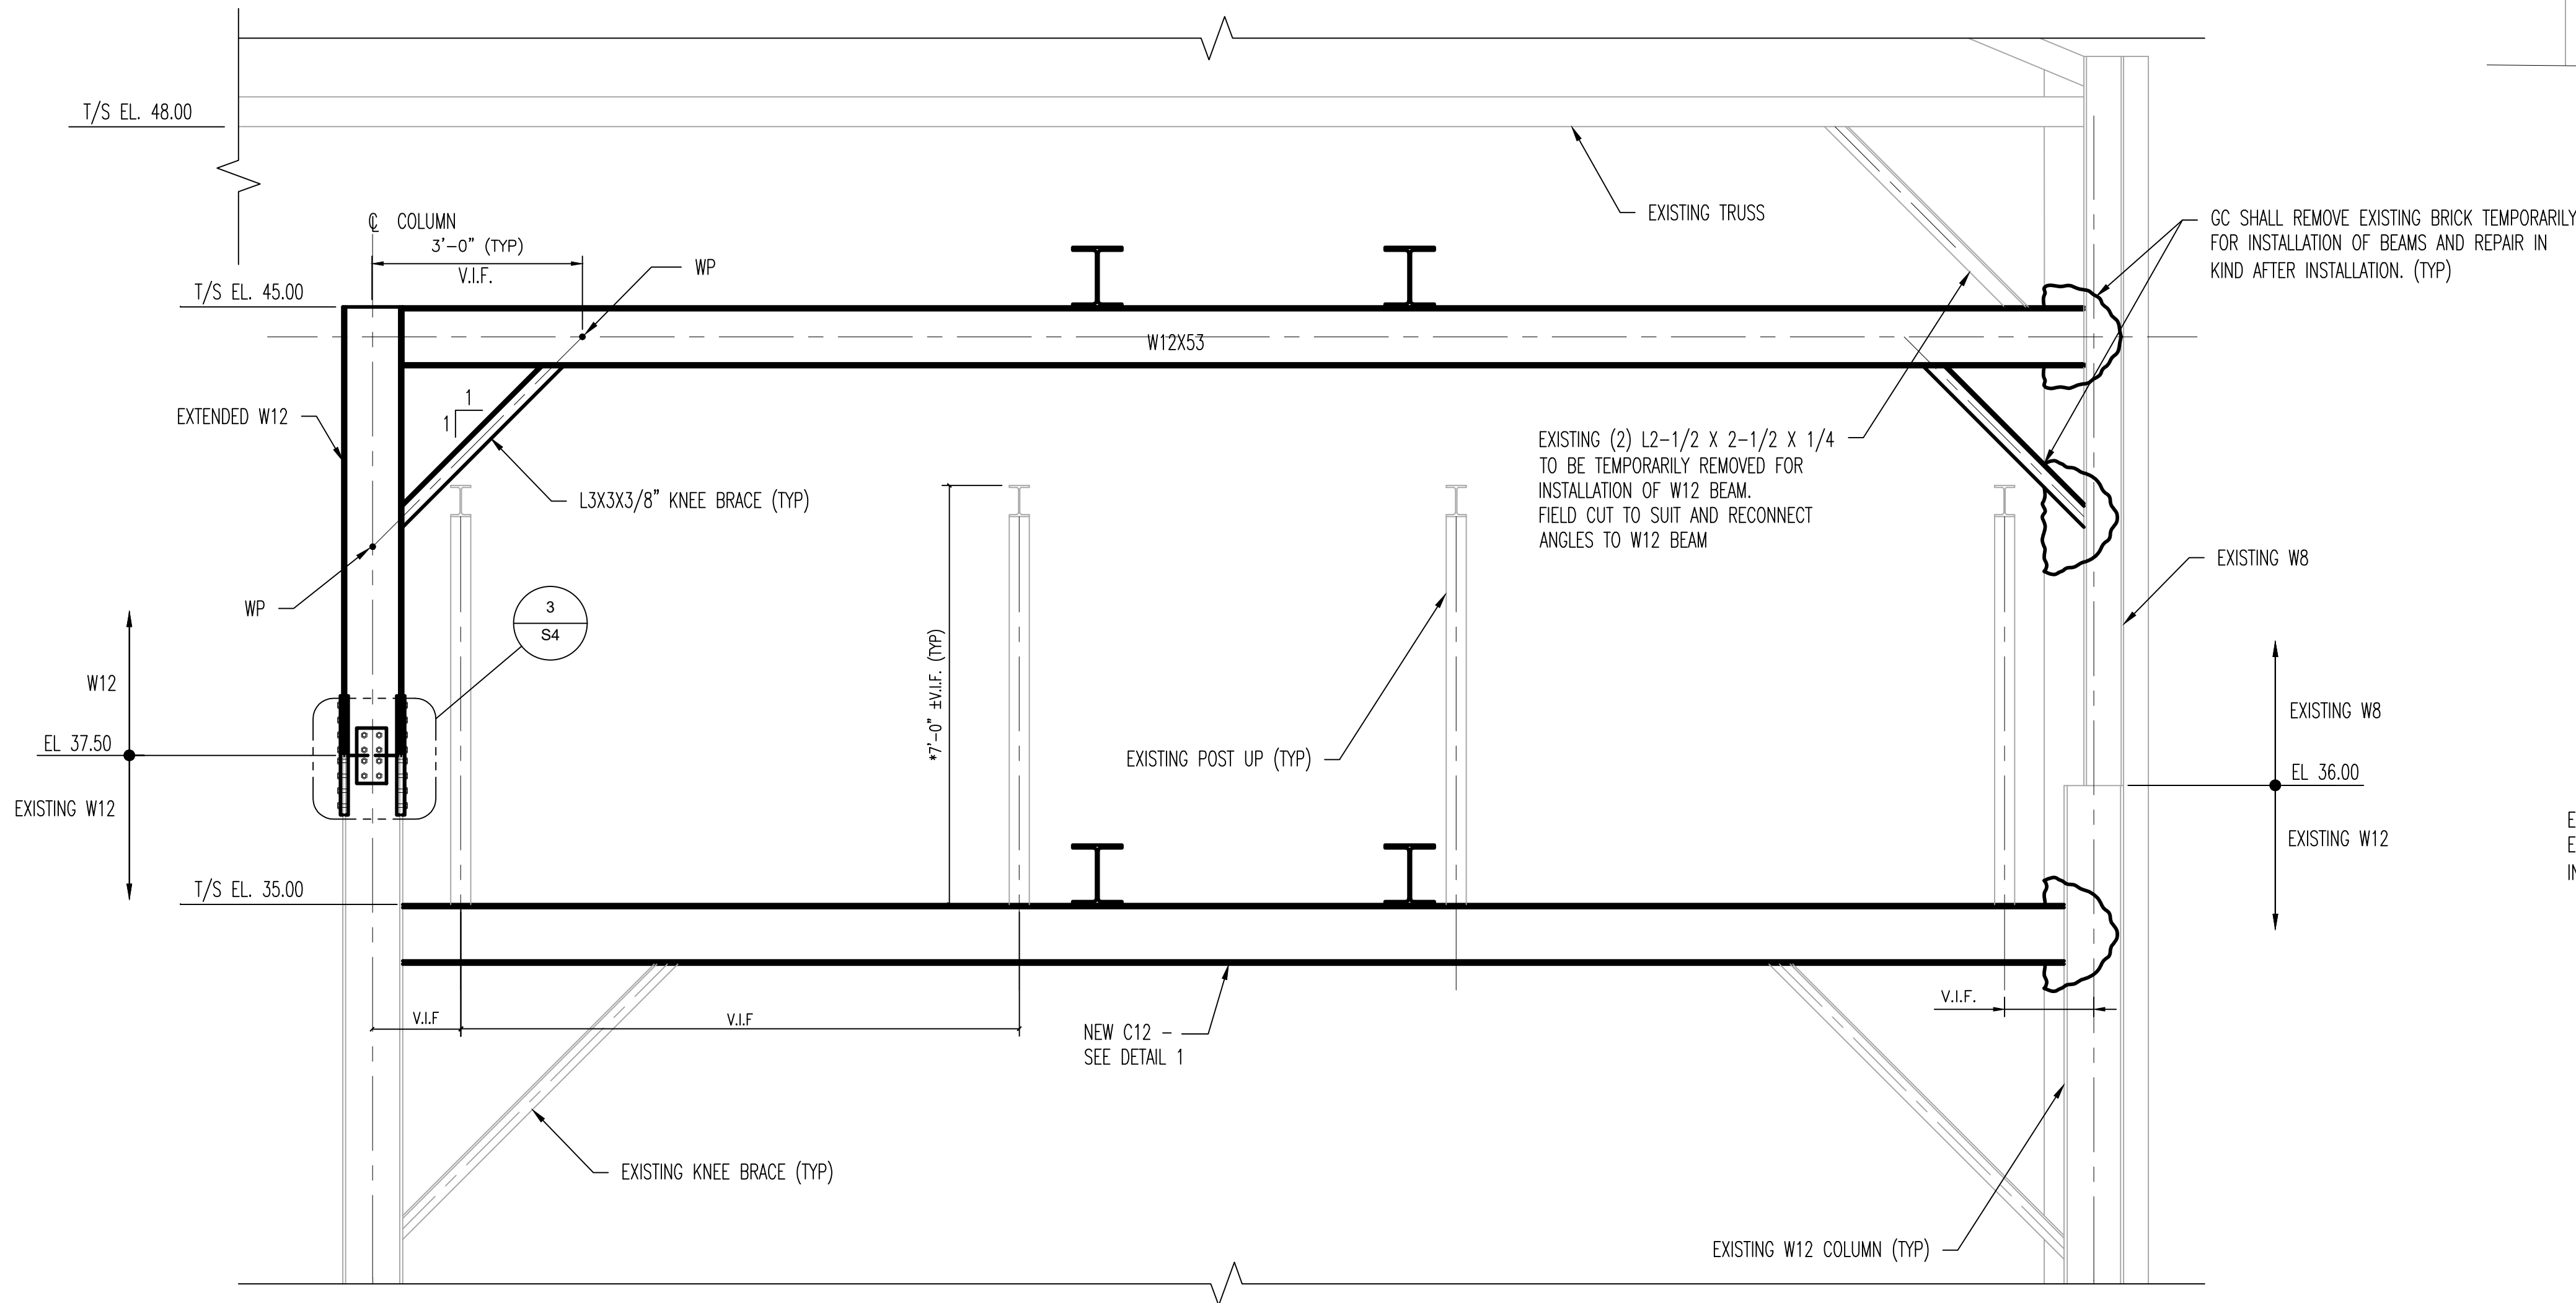 T/S EL. 48.00
EXISTING TRUSS
℄ COLUMN
3'-0" (TYP)
V.I.F.
WP
GC SHALL REMOVE EXISTING BRICK TEMPORARILY
FOR INSTALLATION OF BEAMS AND REPAIR IN
KIND AFTER INSTALLATION. (TYP)
T/S EL. 45.00
W12X53
1
1
EXTENDED W12
L3X3X3/8" KNEE BRACE (TYP)
EXISTING (2) L2-1/2 X 2-1/2 X 1/4
TO BE TEMPORARILY REMOVED FOR
INSTALLATION OF W12 BEAM.
FIELD CUT TO SUIT AND RECONNECT
ANGLES TO W12 BEAM
EXISTING W8
WP
3
S4
*7'-0" ±V.I.F. (TYP)
W12
EL 37.50
EXISTING W12
EXISTING POST UP (TYP)
EXISTING W8
EL 36.00
EXISTING W12
T/S EL. 35.00
V.I.F
V.I.F
V.I.F.
NEW C12 -
SEE DETAIL 1
EXISTING KNEE BRACE (TYP)
EXISTING W12 COLUMN (TYP)